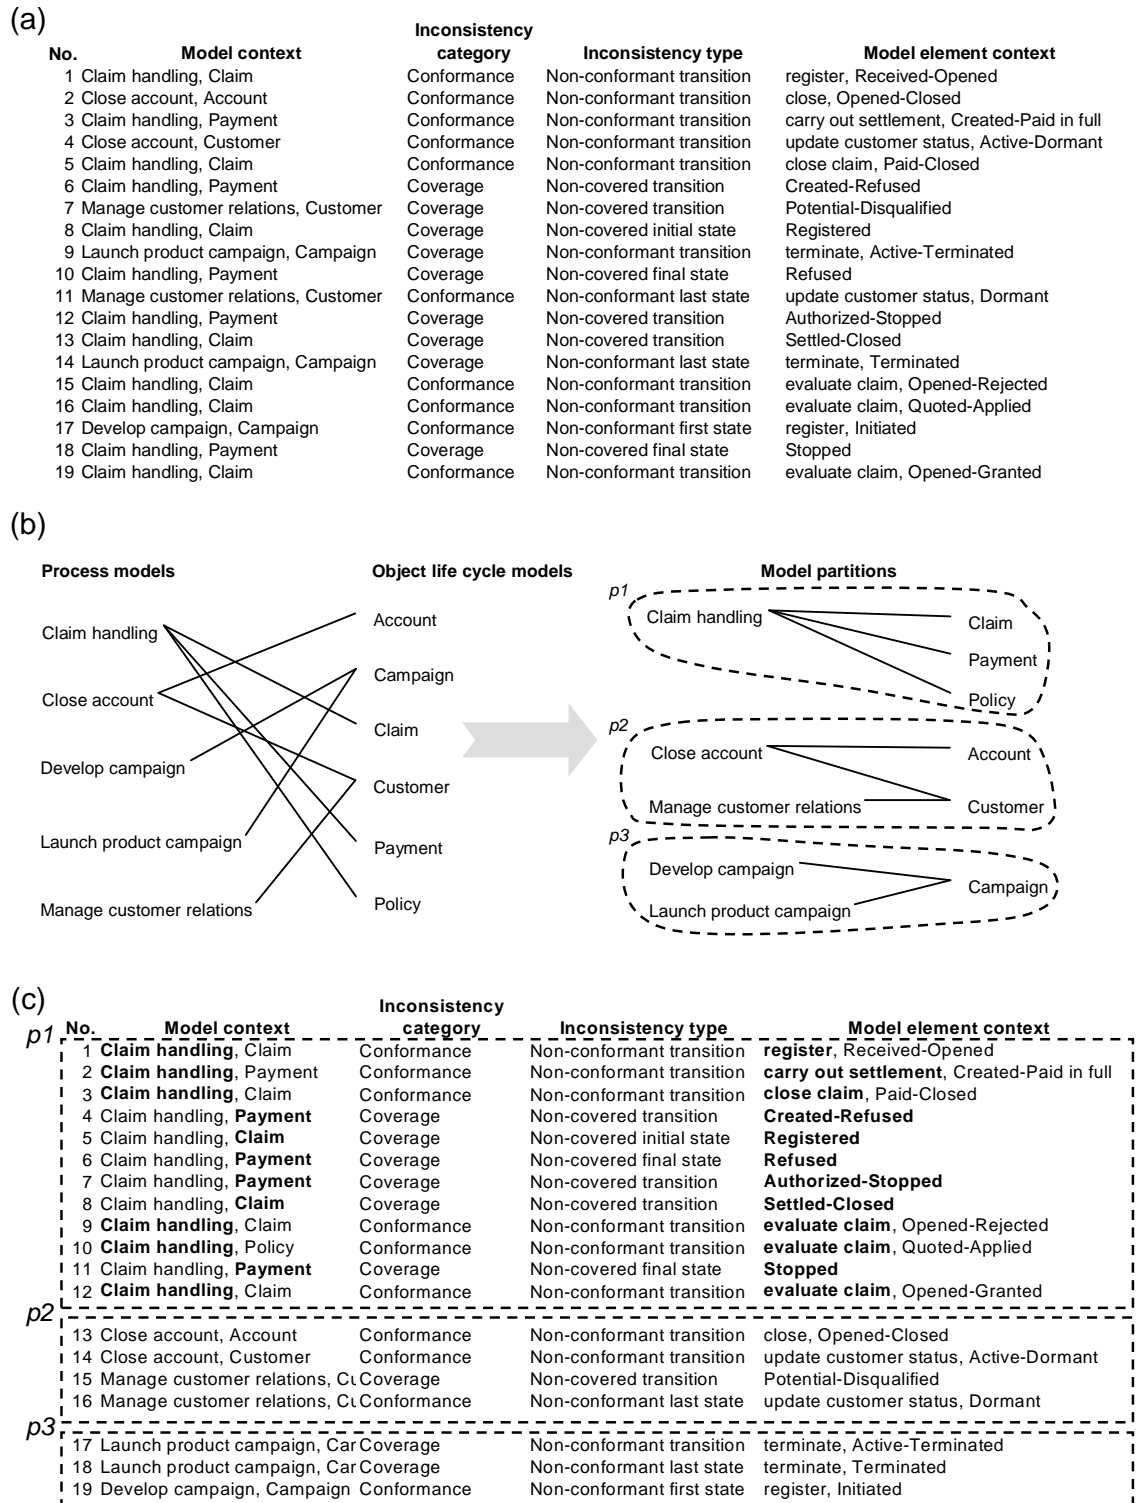 (a)
Inconsistency
No. Model context category Inconsistency type Model element context
1 Claim handling, Claim Conformance Non-conformant transition register, Received-Opened
2 Close account, Account Conformance Non-conformant transition close, Opened-Closed
3 Claim handling, Payment Conformance Non-conformant transition carry out settlement, Created-Paid in full
4 Close account, Customer Conformance Non-conformant transition update customer status, Active-Dormant
5 Claim handling, Claim Conformance Non-conformant transition close claim, Paid-Closed
6 Claim handling, Payment Coverage Non-covered transition Created-Refused
7 Manage customer relations, Customer Coverage Non-covered transition Potential-Disqualified
8 Claim handling, Claim Coverage Non-covered initial state Registered
9 Launch product campaign, Campaign Coverage Non-conformant transition terminate, Active-Terminated
10 Claim handling, Payment Coverage Non-covered final state Refused
11 Manage customer relations, Customer Conformance Non-conformant last state update customer status, Dormant
12 Claim handling, Payment Coverage Non-covered transition Authorized-Stopped
13 Claim handling, Claim Coverage Non-covered transition Settled-Closed
14 Launch product campaign, Campaign Coverage Non-conformant last state terminate, Terminated
15 Claim handling, Claim Conformance Non-conformant transition evaluate claim, Opened-Rejected
16 Claim handling, Claim Conformance Non-conformant transition evaluate claim, Quoted-Applied
17 Develop campaign, Campaign Conformance Non-conformant first state register, Initiated
18 Claim handling, Payment Coverage Non-covered final state Stopped
19 Claim handling, Claim Conformance Non-conformant transition evaluate claim, Opened-Granted
(b)
Process models Object life cycle models Model partitions
Claim handling
Close account
Develop campaign
Launch product campaign
Manage customer relations
Account
Campaign
Claim
Customer
Payment
Policy
p1
Claim handling
Claim
Payment
Policy
p2
Close account Account
Manage customer relations Customer
p3
Develop campaign
Campaign
Launch product campaign
(c)
Inconsistency
No. Model context category Inconsistency type Model element context
p1
1 Claim handling, Claim Conformance Non-conformant transition register, Received-Opened
2 Claim handling, Payment Conformance Non-conformant transition carry out settlement, Created-Paid in full
3 Claim handling, Claim Conformance Non-conformant transition close claim, Paid-Closed
4 Claim handling, Payment Coverage Non-covered transition Created-Refused
5 Claim handling, Claim Coverage Non-covered initial state Registered
6 Claim handling, Payment Coverage Non-covered final state Refused
7 Claim handling, Payment Coverage Non-covered transition Authorized-Stopped
8 Claim handling, Claim Coverage Non-covered transition Settled-Closed
9 Claim handling, Claim Conformance Non-conformant transition evaluate claim, Opened-Rejected
10 Claim handling, Policy Conformance Non-conformant transition evaluate claim, Quoted-Applied
11 Claim handling, Payment Coverage Non-covered final state Stopped
12 Claim handling, Claim Conformance Non-conformant transition evaluate claim, Opened-Granted
p2
13 Close account, Account Conformance Non-conformant transition close, Opened-Closed
14 Close account, Customer Conformance Non-conformant transition update customer status, Active-Dormant
15 Manage customer relations, Cu Coverage Non-covered transition Potential-Disqualified
16 Manage customer relations, Cu Conformance Non-conformant last state update customer status, Dormant
p3
17 Launch product campaign, Car Coverage Non-conformant transition terminate, Active-Terminated
18 Launch product campaign, Car Coverage Non-conformant last state terminate, Terminated
19 Develop campaign, Campaign Conformance Non-conformant first state register, Initiated